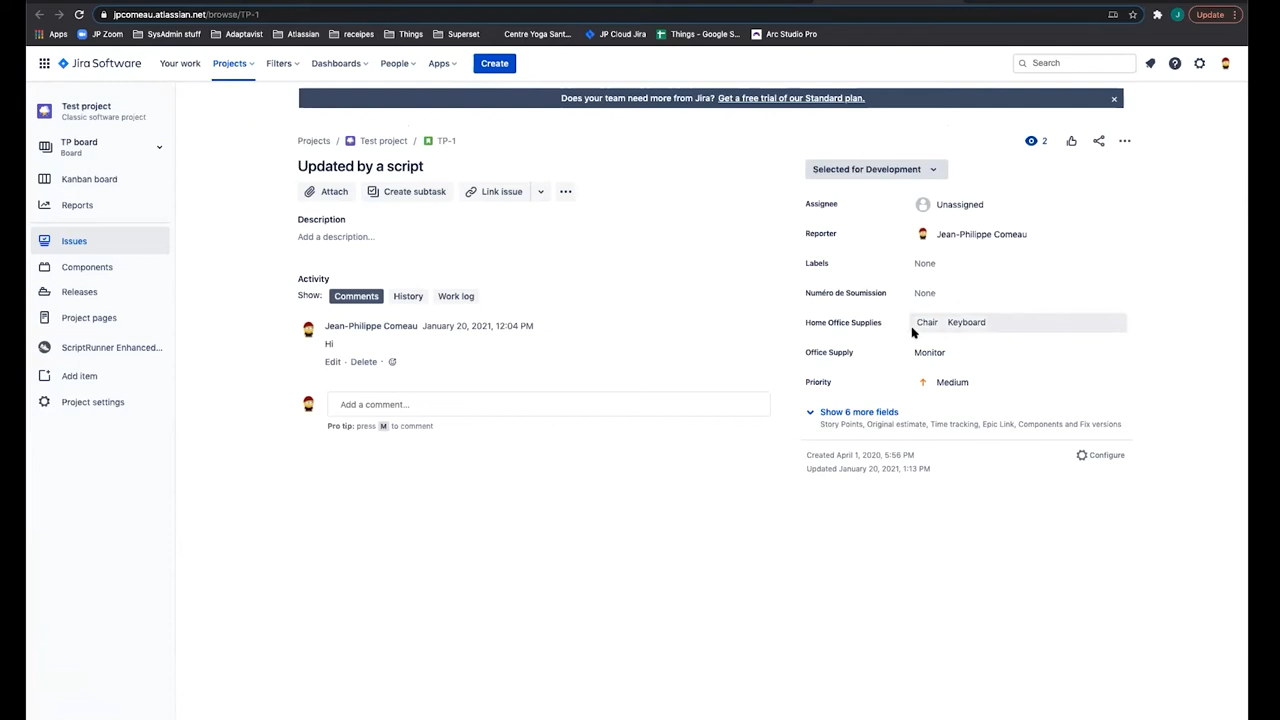 jpcomeau.atlassian.net/browse/TP-1
Update
Apps JP Zoom SysAdmin stuff Adaptavist Atlassian receipes Things Superset Centre Yoga Sant... JP Cloud Jira Things - Google S... Arc Studio Pro
Jira Software Your work Projects Filters Dashboards People Apps Create Search
Does your team need more from Jira? Get a free trial of our Standard plan.
Test project
Classic software project
TP board
Board
Kanban board
Reports
Issues
Components
Releases
Project pages
ScriptRunner Enhanced...
Add item
Project settings
Projects / Test project / TP-1
2
Updated by a script
Attach Create subtask Link issue
Description
Add a description...
Activity
Show: Comments History Work log
Jean-Philippe Comeau January 20, 2021, 12:04 PM
Hi
Edit · Delete ·
Add a comment...
Pro tip: press M to comment
Selected for Development
Assignee Unassigned
Reporter Jean-Philippe Comeau
Labels None
Numéro de Soumission None
Home Office Supplies Chair Keyboard
Office Supply Monitor
Priority Medium
Show 6 more fields
Story Points, Original estimate, Time tracking, Epic Link, Components and Fix versions
Created April 1, 2020, 5:56 PM
Configure
Updated January 20, 2021, 1:13 PM